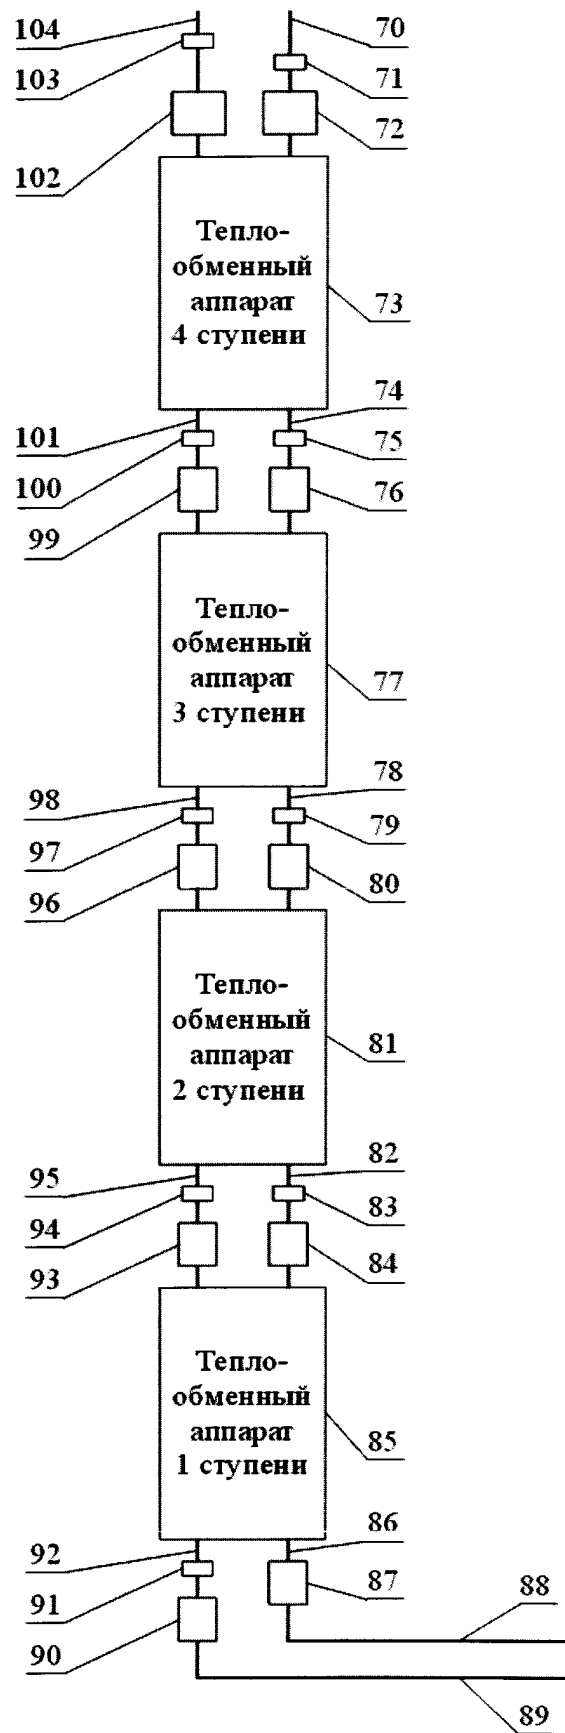 104
70
103
71
102
72
Тепло-
обменный
аппарат
4 ступени
73
74
101
75
100
76
99
Тепло-
обменный
аппарат
3 ступени
77
78
98
79
97
80
96
Тепло-
обменный
аппарат
2 ступени
81
82
95
83
94
84
93
Тепло-
обменный
аппарат
1 ступени
85
86
92
87
91
88
90
89